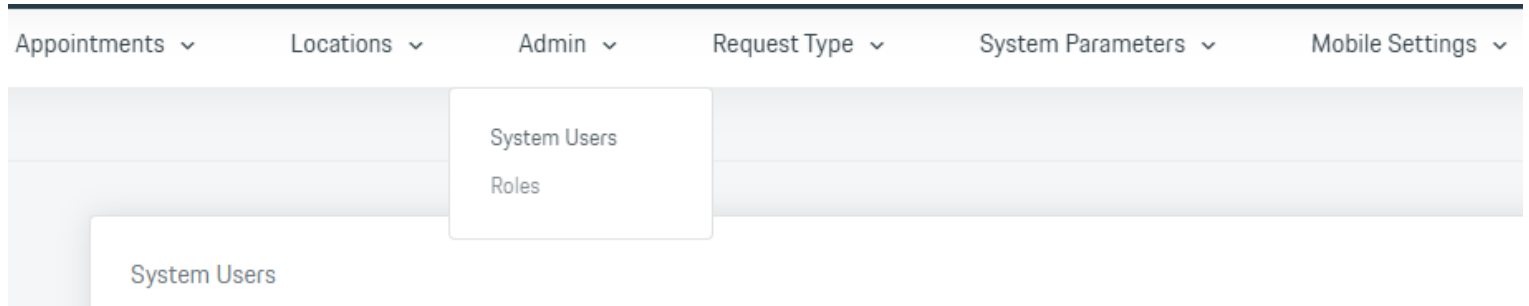 Appointments Locations Admin Request Type System Parameters Mobile Settings
System Users
Roles
System Users